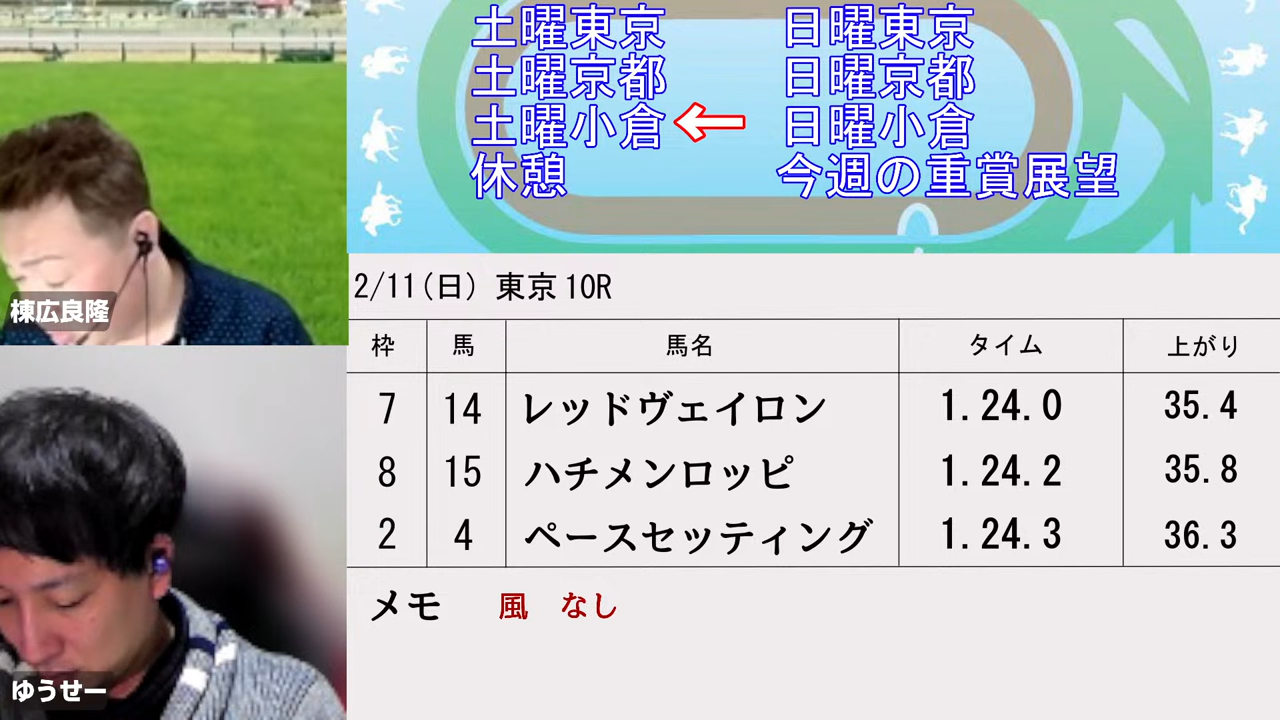 土曜東京 日曜東京
土曜京都 日曜京都
土曜小倉 日曜小倉
休憩 今週の重賞展望
棟広良隆
2/11(日) 東京10R
枠 馬 馬名 タイム 上がり
7 14 レッドヴェイロン 1.24.0 35.4
8 15 ハチメンロッピ 1.24.2 35.8
2 4 ペースセッティング 1.24.3 36.3
メモ 風 なし
ゆうせー